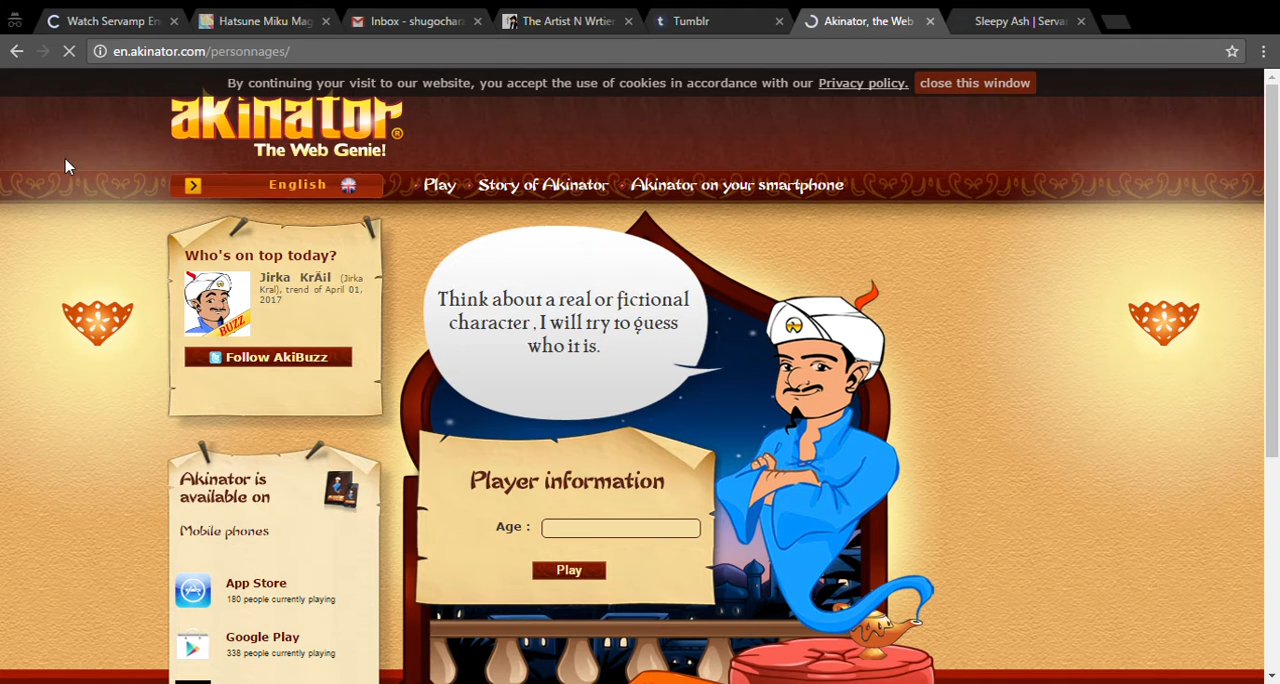 Watch Servamp En
Hatsune Miku Mag
Inbox - shugochar
The Artist N Wrtier
Tumblr
Akinator, the Web
Sleepy Ash | Serva
en.akinator.com/personnages/
By continuing your visit to our website, you accept the use of cookies in accordance with our Privacy policy. close this window
akinator®
The Web Genie!
English
Play · Story of Akinator · Akinator on your smartphone
Who's on top today?
Jirka KrÃil (Jirka
Kral), trend of April 01,
2017
BUZZ
Follow AkiBuzz
Think about a real or fictional
character , I will try to guess
who it is.
Akinator is
available on
Mobile phones
App Store
180 people currently playing
Google Play
338 people currently playing
Player information
Age :
Play